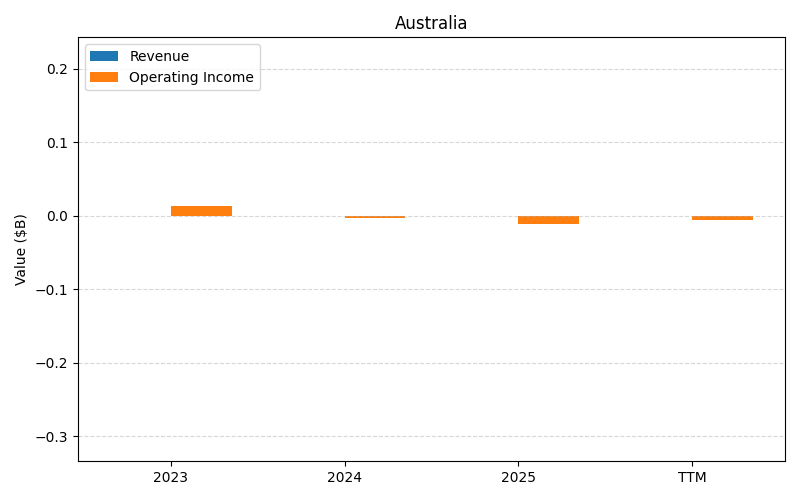 Australia
Revenue
Operating Income
Value ($B)
0.2
0.1
0.0
−0.1
−0.2
−0.3
2023
2024
2025
TTM